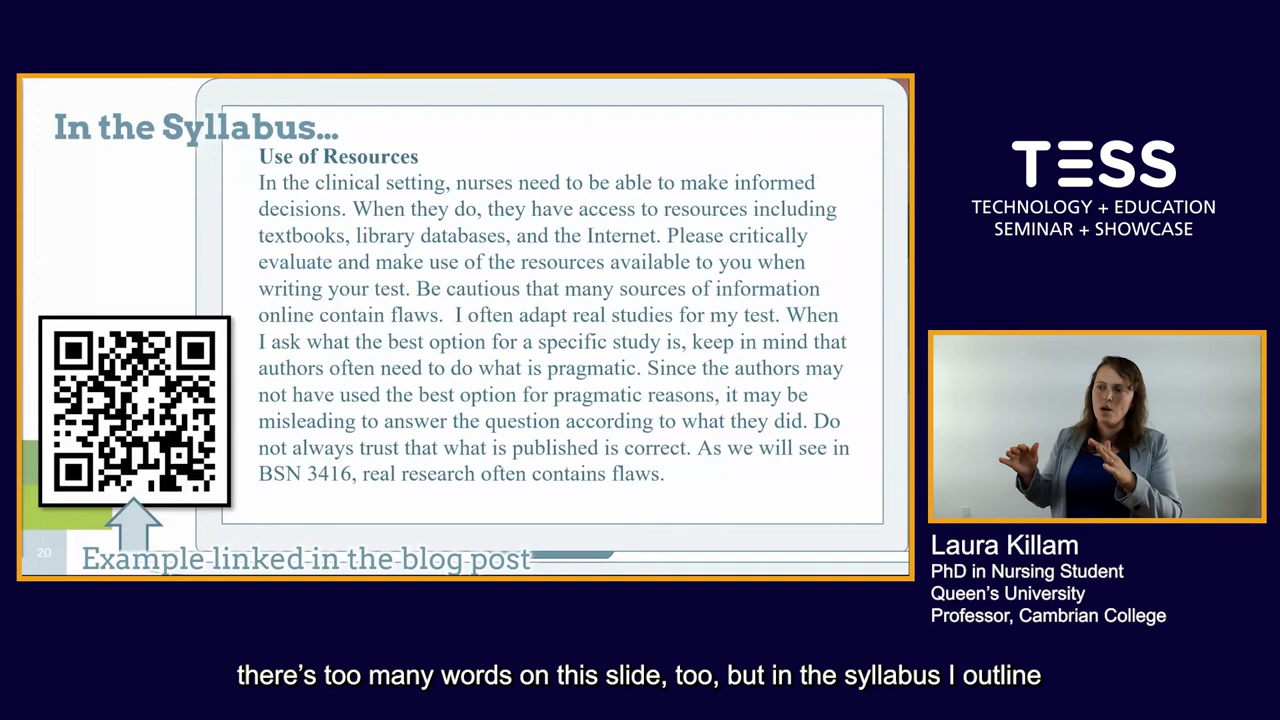 In the Syllabus...
Use of Resources
In the clinical setting, nurses need to be able to make informed
decisions. When they do, they have access to resources including
textbooks, library databases, and the Internet. Please critically
evaluate and make use of the resources available to you when
writing your test. Be cautious that many sources of information
online contain flaws.  I often adapt real studies for my test. When
I ask what the best option for a specific study is, keep in mind that
authors often need to do what is pragmatic. Since the authors may
not have used the best option for pragmatic reasons, it may be
misleading to answer the question according to what they did. Do
not always trust that what is published is correct. As we will see in
BSN 3416, real research often contains flaws.
20
Example linked in the blog post
TESS
TECHNOLOGY + EDUCATION
SEMINAR + SHOWCASE
Laura Killam
PhD in Nursing Student
Queen's University
Professor, Cambrian College
there's too many words on this slide, too, but in the syllabus I outline